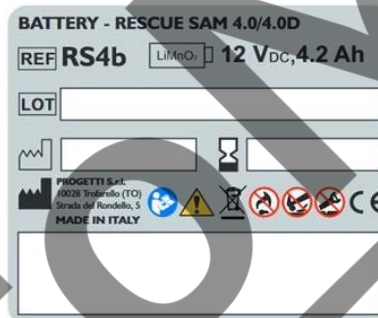 BATTERY - RESCUE SAM 4.0/4.0D
REF RS4b LiMnO₂ 12 VDC,4.2 Ah
LOT
PROGETTI S.r.l.
10028 Trofarello (TO)
Strada del Rondello, 5
MADE IN ITALY
CE